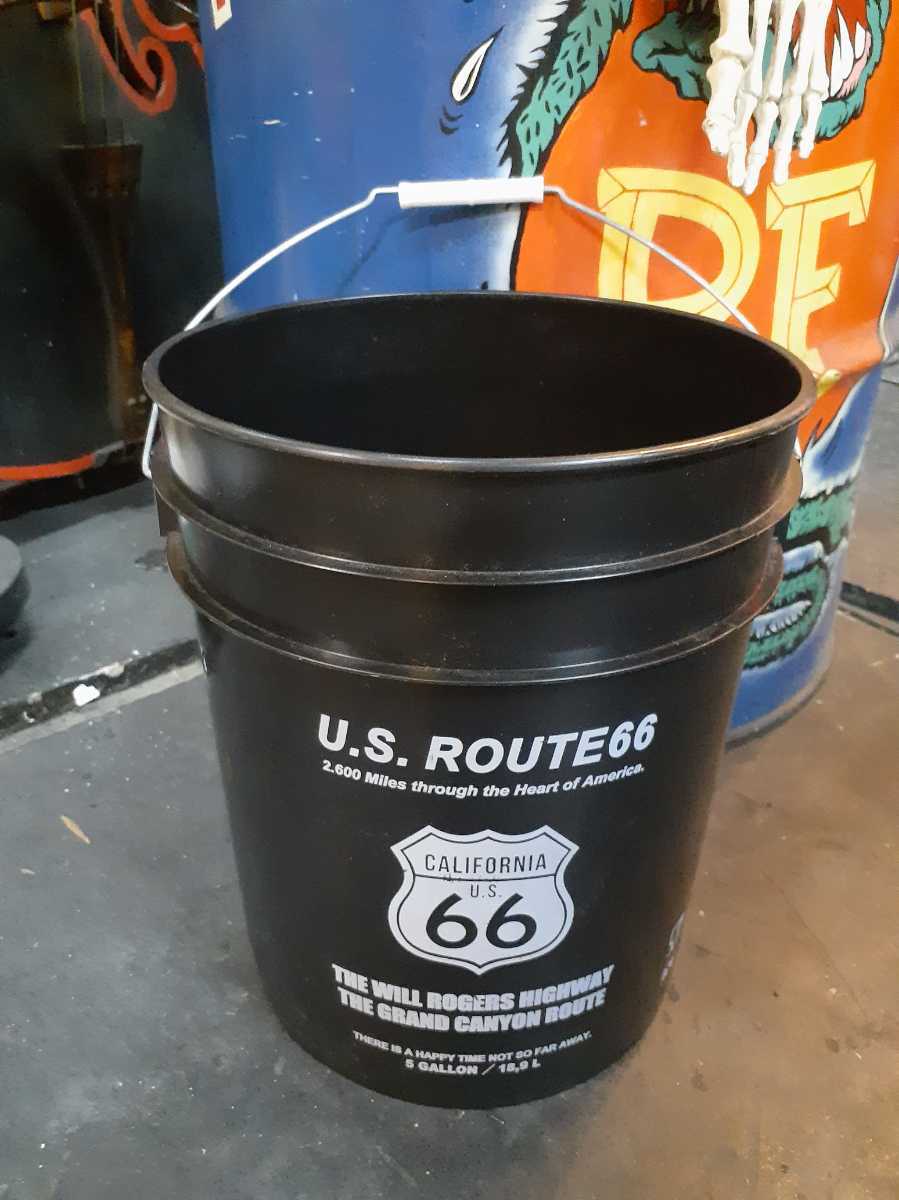 RE
U.S. ROUTE66
2.600 Miles through the Heart of America.
CALIFORNIA
U.S.
66
THE WILL ROGERS HIGHWAY
THE GRAND CANYON ROUTE
THERE IS A HAPPY TIME NOT SO FAR AWAY.
5 GALLON / 18,9 L